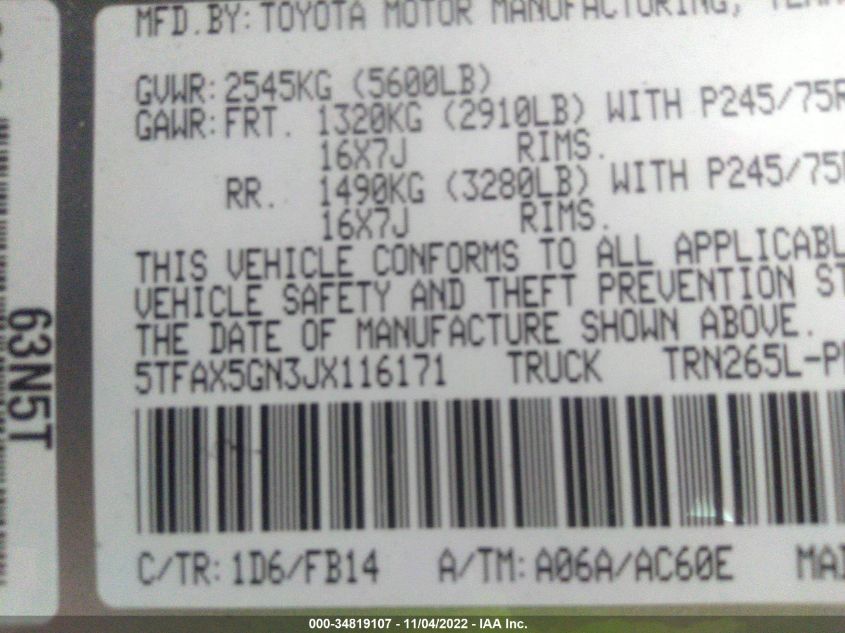 MFD.BY: TOYOTA MOTOR MANUFACTURING,
GVWR: 2545KG (5600LB)
GAWR: FRT. 1320KG (2910LB) WITH P245/75R
16X7J RIMS.
RR. 1490KG (3280LB) WITH P245/75
16X7J RIMS.
THIS VEHICLE CONFORMS TO ALL APPLICABL
VEHICLE SAFETY AND THEFT PREVENTION ST
THE DATE OF MANUFACTURE SHOWN ABOVE.
5TFAX5GN3JX116171 TRUCK TRN265L-P
C/TR: 1D6/FB14 A/TM: A06A/AC60E MA
63N5T
000-34819107 - 11/04/2022 - IAA Inc.